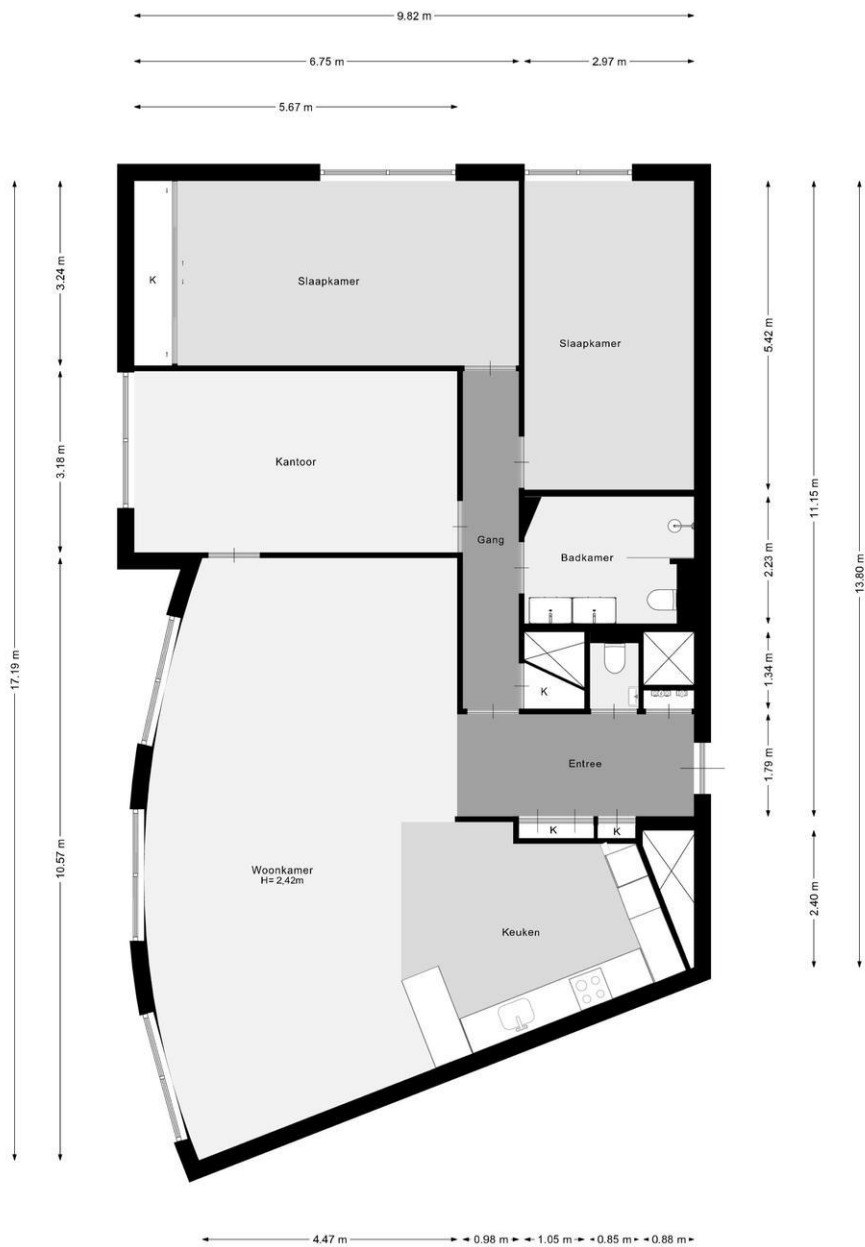 9.82 m
6.75 m
2.97 m
5.67 m
3.24 m
K
Slaapkamer
Slaapkamer
5.42 m
3.18 m
Kantoor
Gang
Badkamer
2.23 m
11.15 m
13.80 m
17.19 m
1.34 m
K
Entree
1.79 m
K
K
10.57 m
Woonkamer
H= 2,42m
Keuken
2.40 m
4.47 m
0.98 m
1.05 m
0.85 m
0.88 m